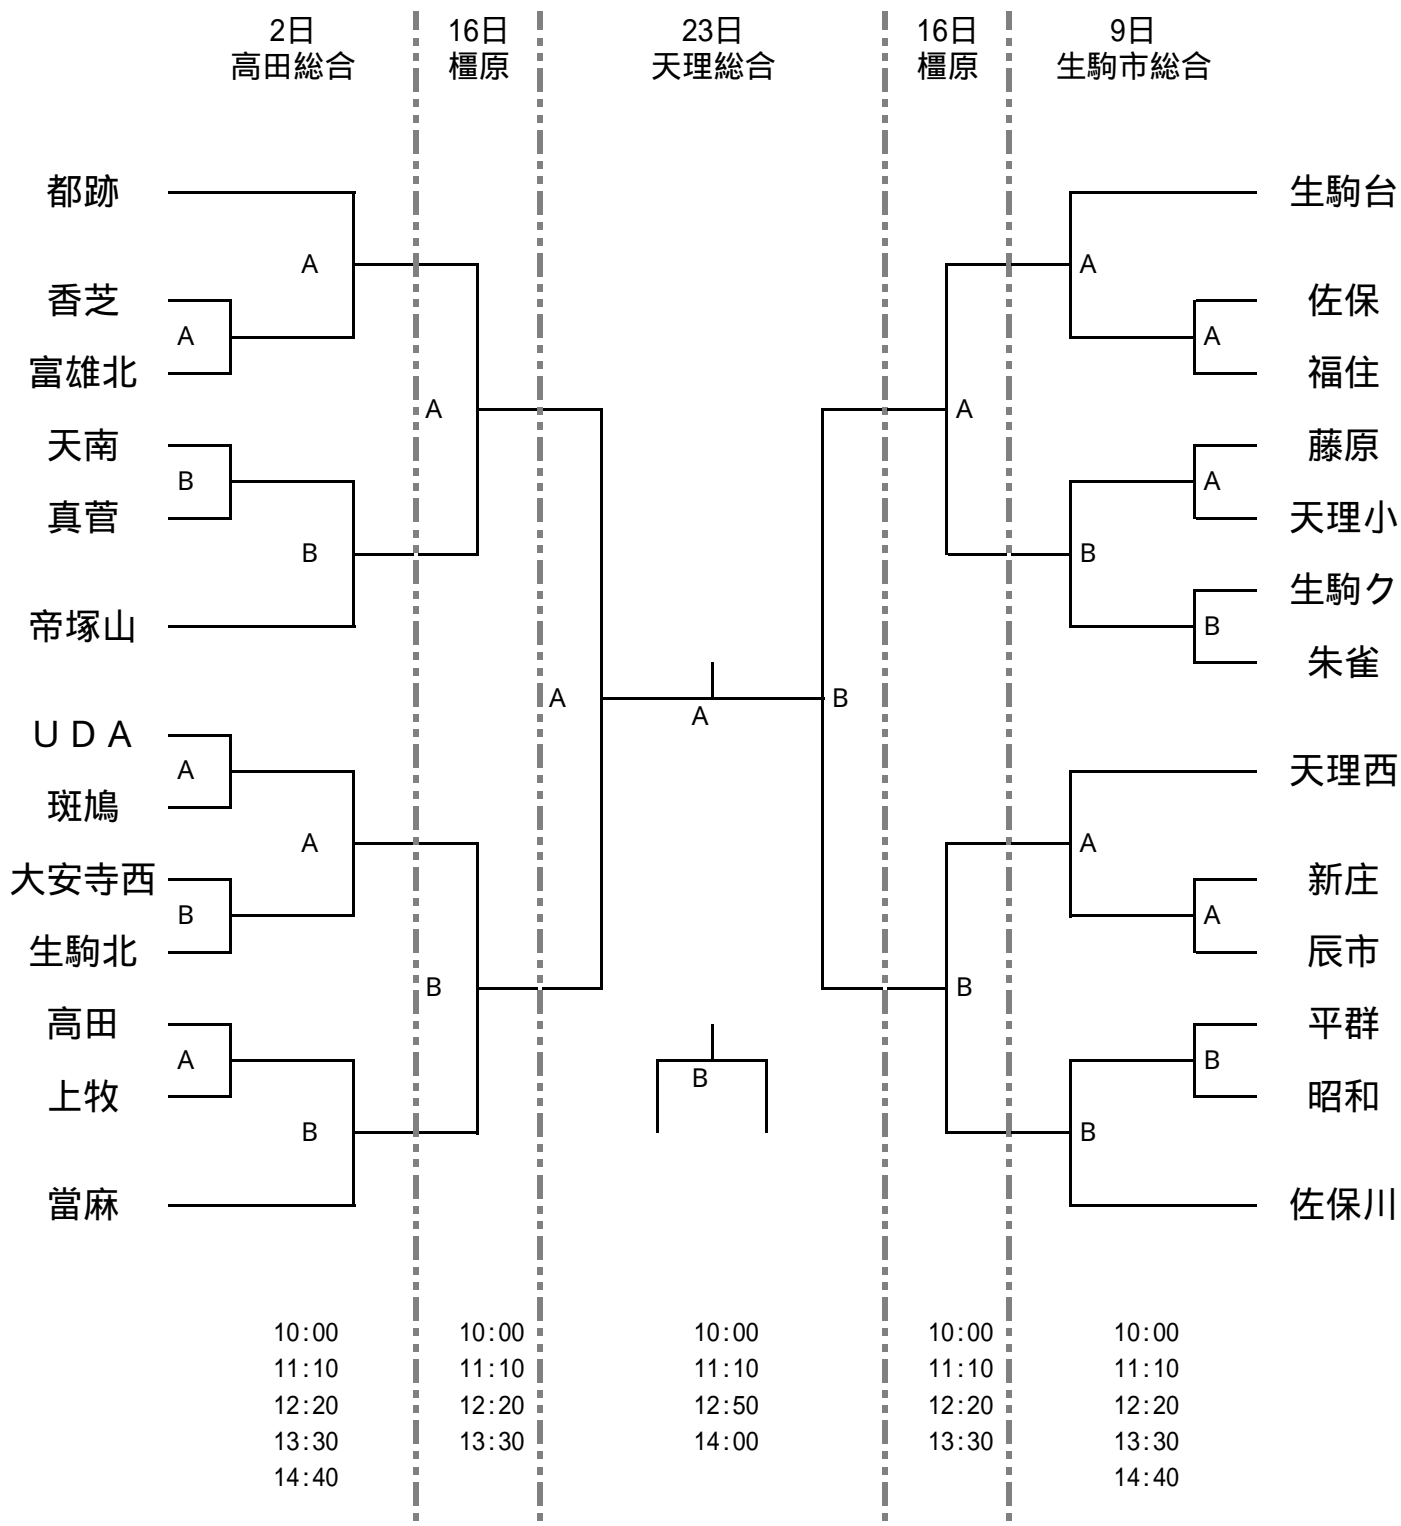 2日 16日 23日 16日 9日
高田総合 橿原 天理総合 橿原 生駒市総合
都跡 生駒台
A A
香芝 佐保
A A
富雄北 福住
A A
天南 藤原
B A
真菅 天理小
B B
生駒ク
帝塚山 B
朱雀
A B
A
ＵＤＡ
A 天理西
斑鳩
A A
大安寺西 新庄
B A
生駒北 辰市
B B
高田 平群
A B
B
上牧 昭和
B B
當麻 佐保川
10:00 10:00 10:00 10:00 10:00
11:10 11:10 11:10 11:10 11:10
12:20 12:20 12:50 12:20 12:20
13:30 13:30 14:00 13:30 13:30
14:40 14:40